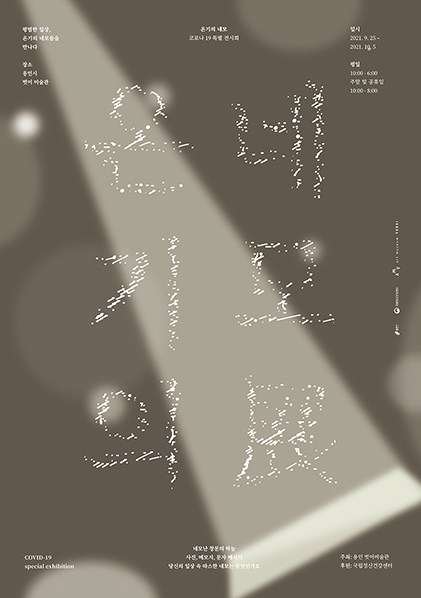 평범한 일상,
온기의 네모들을
만나다
장소
용인시
벗이 미술관
온기의 네모
코로나 19 특별 전시회
일시
2021. 9. 25 -
2021. 10. 5
평일
10:00 - 6:00
주말 및 공휴일
10:00 - 8:00
온 네
기 모
의 展
COVID-19
special exhibition
네모난 창문의 하늘
사진, 메모지, 문자 메시지
당신의 일상 속 따스한 네모는 무엇인가요
주최: 용인 벗이미술관
후원: 국립정신건강센터